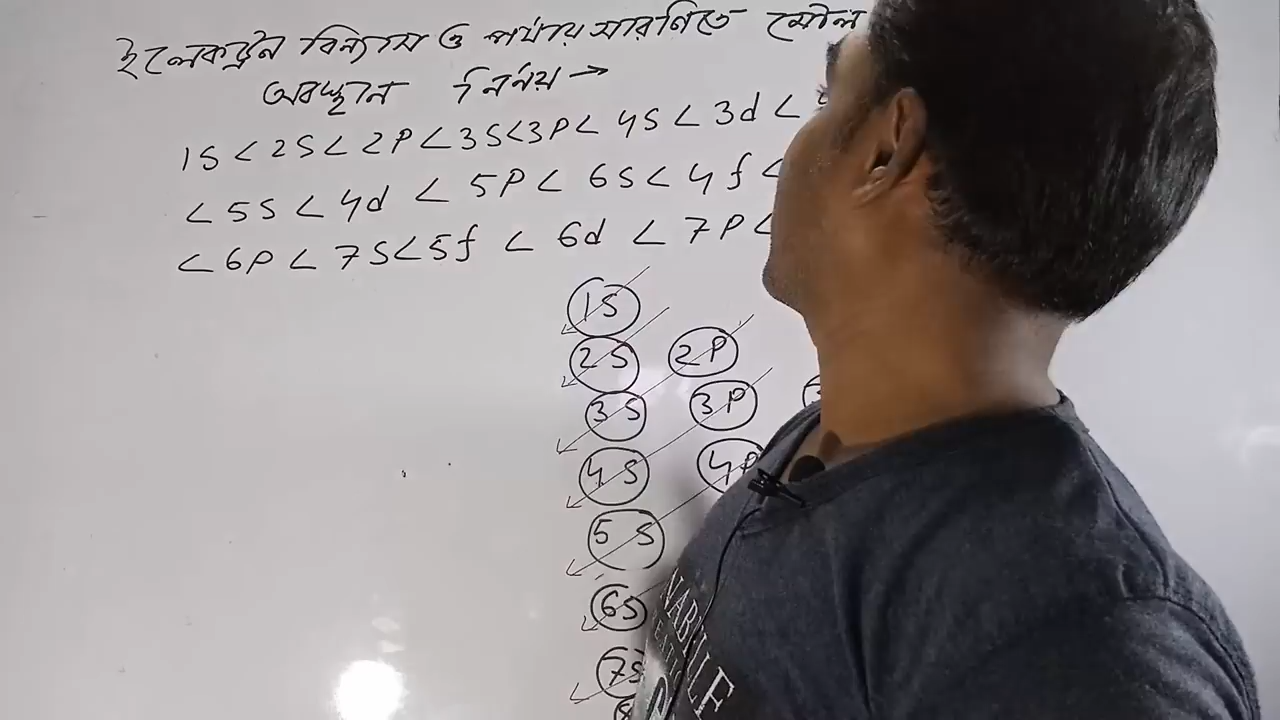 ইলেকট্রন বিন্যাস ও পর্যায় সারণিতে মৌল
অবস্থান নির্ণয় →
1S < 2S < 2P < 3S < 3P < 4S < 3d <
< 5S < 4d < 5P < 6S < 4f <
< 6P < 7S < 5f < 6d < 7P <
1S
2S 2P
3S 3P
4S 4P
5S
6S
7S
NABULE